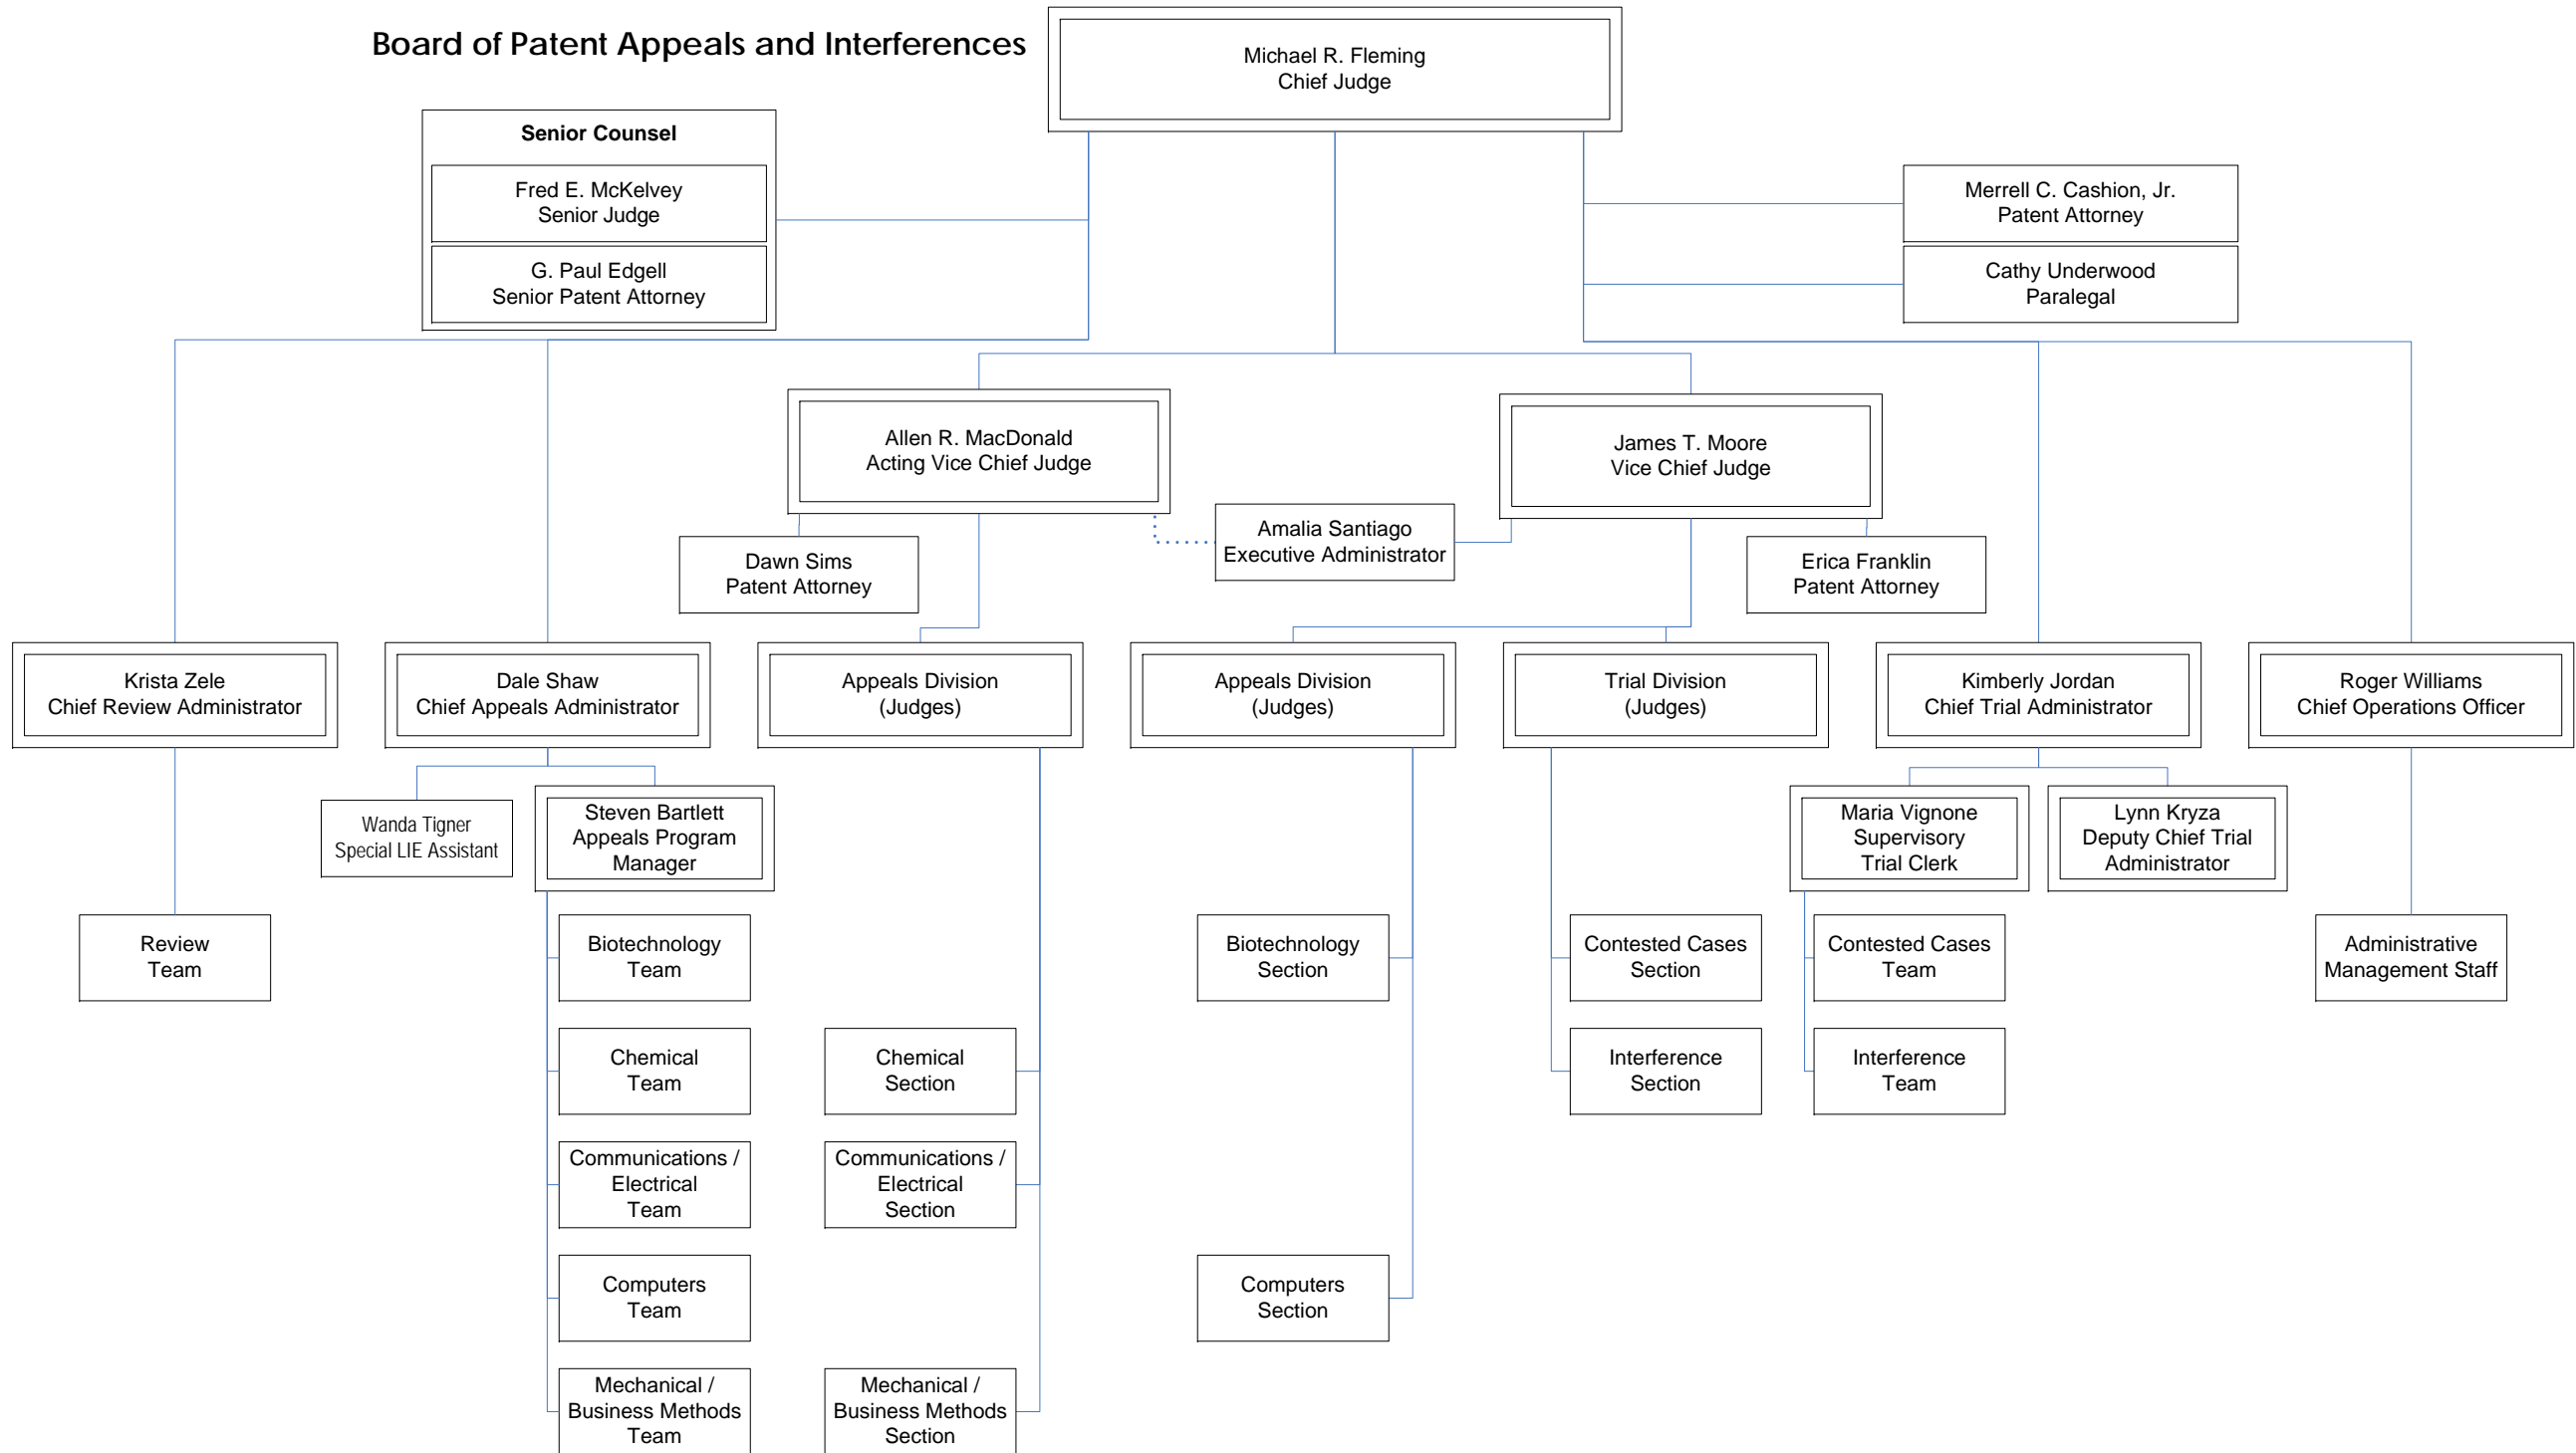 Board of Patent Appeals and Interferences
Michael R. Fleming
Chief Judge
Senior Counsel
Fred E. McKelvey
Senior Judge
G. Paul Edgell
Senior Patent Attorney
Merrell C. Cashion, Jr.
Patent Attorney
Cathy Underwood
Paralegal
Allen R. MacDonald
Acting Vice Chief Judge
James T. Moore
Vice Chief Judge
Amalia Santiago
Executive Administrator
Dawn Sims
Patent Attorney
Erica Franklin
Patent Attorney
Krista Zele
Chief Review Administrator
Dale Shaw
Chief Appeals Administrator
Appeals Division
(Judges)
Appeals Division
(Judges)
Trial Division
(Judges)
Kimberly Jordan
Chief Trial Administrator
Roger Williams
Chief Operations Officer
Wanda Tigner
Special LIE Assistant
Steven Bartlett
Appeals Program
Manager
Maria Vignone
Supervisory
Trial Clerk
Lynn Kryza
Deputy Chief Trial
Administrator
Review
Team
Biotechnology
Team
Biotechnology
Section
Contested Cases
Section
Contested Cases
Team
Administrative
Management Staff
Chemical
Team
Chemical
Section
Interference
Section
Interference
Team
Communications /
Electrical
Team
Communications /
Electrical
Section
Computers
Team
Computers
Section
Mechanical /
Business Methods
Team
Mechanical /
Business Methods
Section